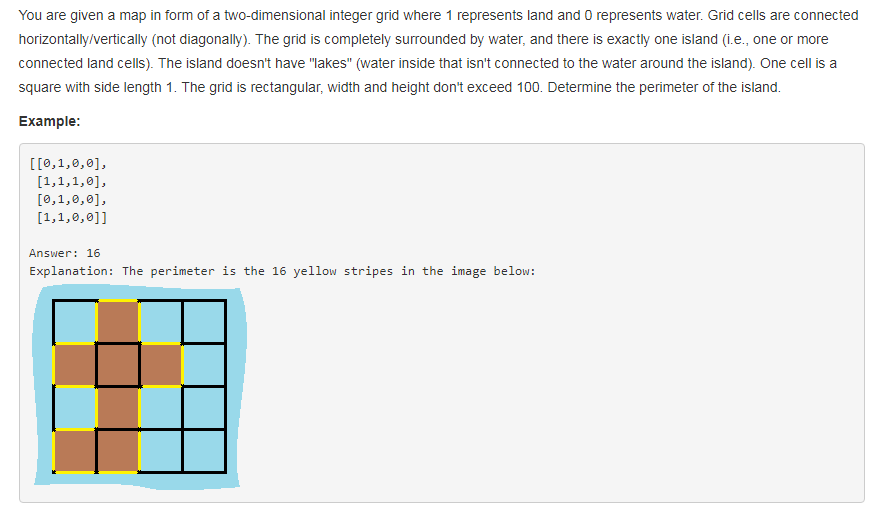 You are given a map in form of a two-dimensional integer grid where 1 represents land and 0 represents water. Grid cells are connected
horizontally/vertically (not diagonally). The grid is completely surrounded by water, and there is exactly one island (i.e., one or more
connected land cells). The island doesn't have "lakes" (water inside that isn't connected to the water around the island). One cell is a
square with side length 1. The grid is rectangular, width and height don't exceed 100. Determine the perimeter of the island.
Example:
[[0,1,0,0],
[1,1,1,0],
[0,1,0,0],
[1,1,0,0]]
Answer: 16
Explanation: The perimeter is the 16 yellow stripes in the image below: